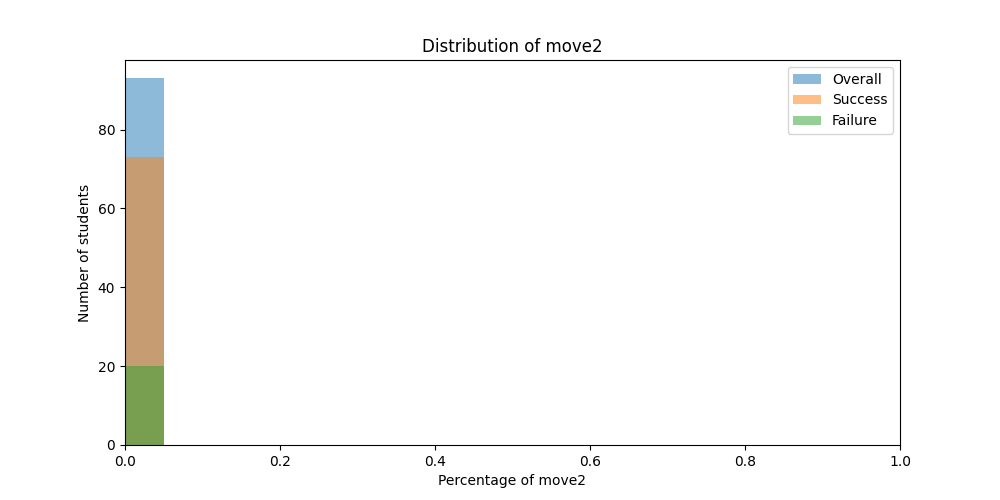 Distribution of move2
Overall
Success
Failure
Number of students
80
60
40
20
0
0.0 0.2 0.4 0.6 0.8 1.0
Percentage of move2